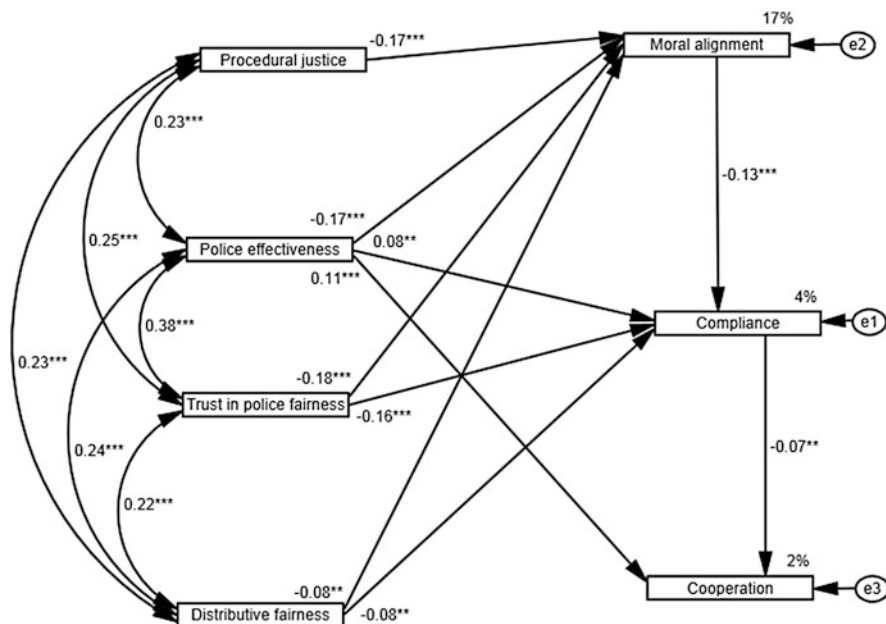 17%
-0.17***
Procedural justice
Moral alignment
e2
0.23***
-0.13***
-0.17***
0.25***
Police effectiveness
0.08**
0.11***
4%
Compliance
e1
0.38***
0.23***
-0.18***
Trust in police fairness
-0.16***
0.24***
-0.07**
0.22***
2%
Cooperation
e3
-0.08**
Distributive fairness
-0.08**